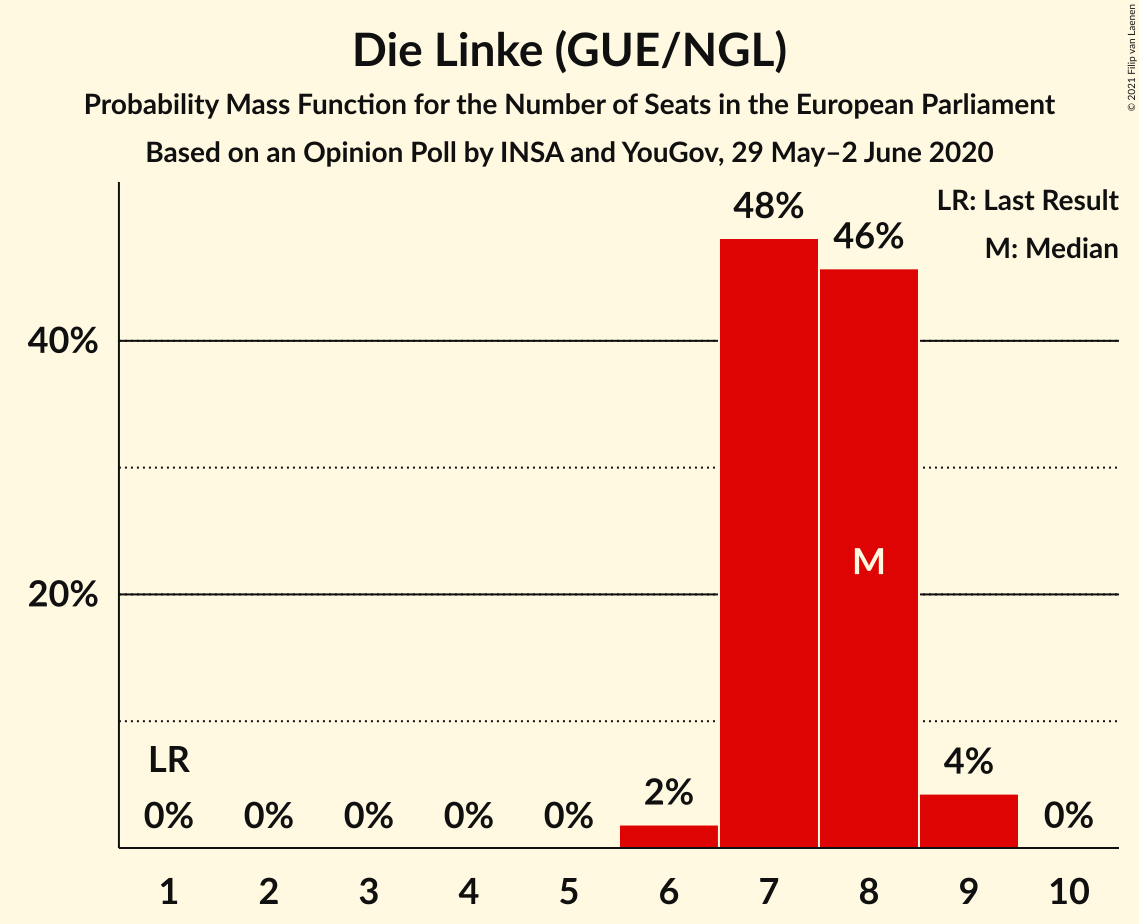 Die Linke (GUE/NGL)
Probability Mass Function for the Number of Seats in the European Parliament
Based on an Opinion Poll by INSA and YouGov, 29 May–2 June 2020
© 2021 Filip van Laenen
LR: Last Result
M: Median
48%
46%
40%
M
20%
LR
4%
2%
0% 0% 0% 0% 0% 0%
1 2 3 4 5 6 7 8 9 10